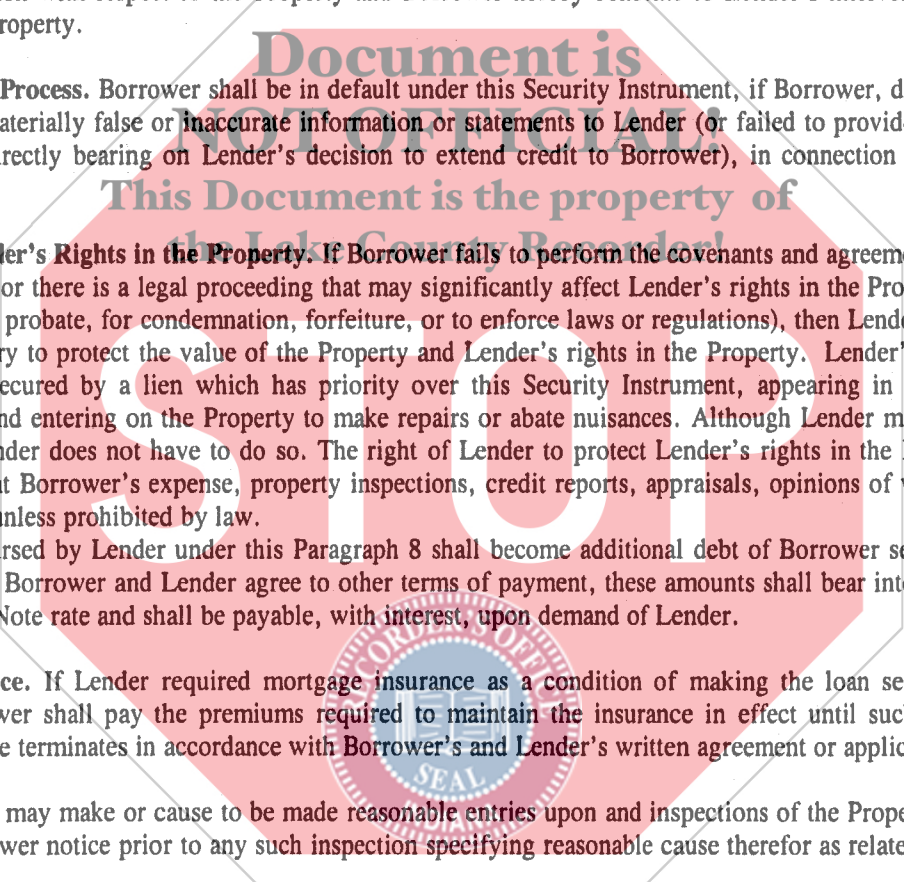 roperty.
Document is
Process. Borrower shall be in default under this Security Instrument, if Borrower, d
NOT OFFICIAL!
aterially false or inaccurate information or statements to Lender (or failed to provid
rectly bearing on Lender's decision to extend credit to Borrower), in connection
This Document is the property of
the Lake County Recorder!
ler's Rights in the Property. If Borrower fails to perform the covenants and agreem
or there is a legal proceeding that may significantly affect Lender's rights in the Pro
probate, for condemnation, forfeiture, or to enforce laws or regulations), then Lend
ry to protect the value of the Property and Lender's rights in the Property. Lender'
ecured by a lien which has priority over this Security Instrument, appearing in
nd entering on the Property to make repairs or abate nuisances. Although Lender m
nder does not have to do so. The right of Lender to protect Lender's rights in the
t Borrower's expense, property inspections, credit reports, appraisals, opinions of
unless prohibited by law.
STOP
rsed by Lender under this Paragraph 8 shall become additional debt of Borrower se
Borrower and Lender agree to other terms of payment, these amounts shall bear int
Note rate and shall be payable, with interest, upon demand of Lender.
RECORDER'S OFFICE
ce. If Lender required mortgage insurance as a condition of making the loan se
wer shall pay the premiums required to maintain the insurance in effect until suc
e terminates in accordance with Borrower's and Lender's written agreement or applic
SEAL
INDIANA
may make or cause to be made reasonable entries upon and inspections of the Prope
wer notice prior to any such inspection specifying reasonable cause therefor as relate